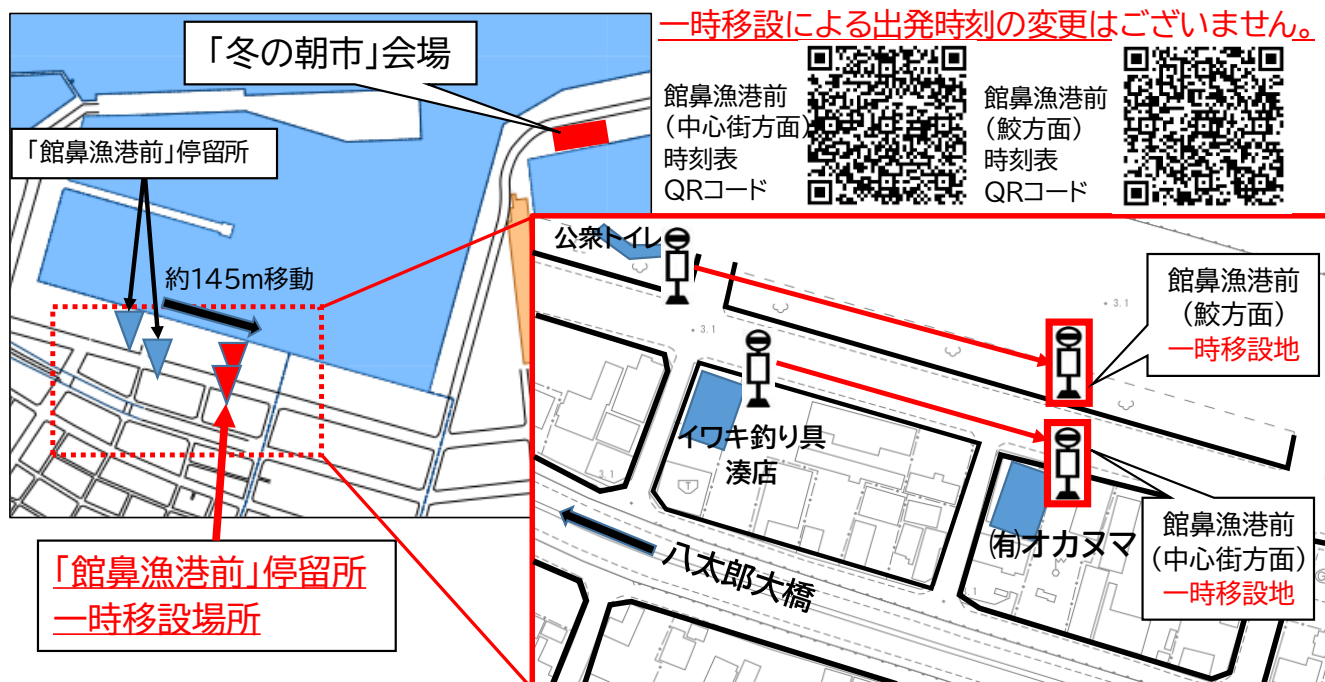 一時移設による出発時刻の変更はございません。
「冬の朝市」会場
「館鼻漁港前」停留所
約145m移動
「館鼻漁港前」停留所
一時移設場所
館鼻漁港前
(中心街方面)
時刻表
QRコード
館鼻漁港前
(鮫方面)
時刻表
QRコード
公衆トイレ
3.1
3.1
館鼻漁港前
(鮫方面)
一時移設地
イワキ釣り具
湊店
3.1
㈲オカヌマ
館鼻漁港前
(中心街方面)
一時移設地
八太郎大橋